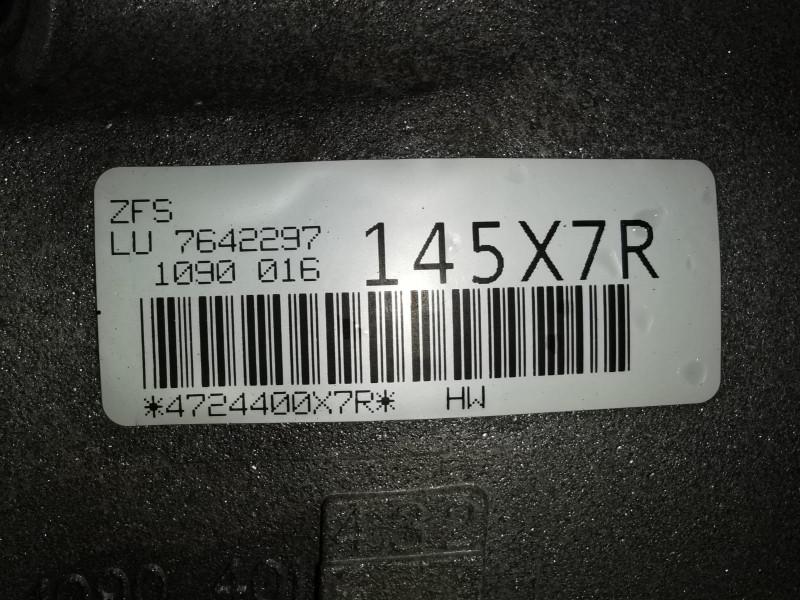 ZFS
LU 7642297
1090 016
145X7R
*4724400X7R* HW